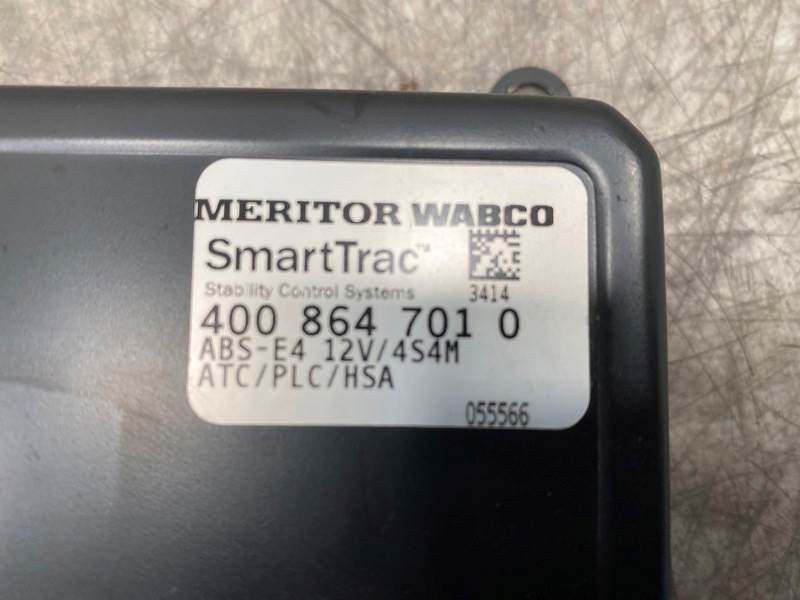 MERITOR WABCO
SmartTrac™
Stability Control Systems 3414
400 864 701 0
ABS-E4 12V/4S4M
ATC/PLC/HSA
055566